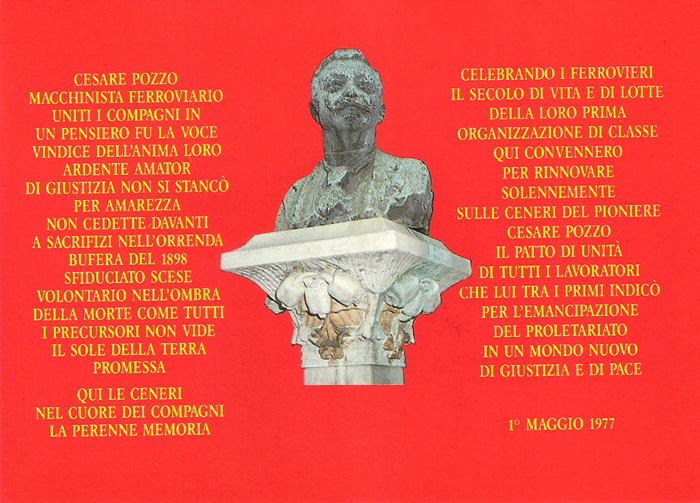 CESARE POZZO
MACCHINISTA FERROVIARIO
UNITI I COMPAGNI IN
UN PENSIERO FU LA VOCE
VINDICE DELL'ANIMA LORO
ARDENTE AMATOR
DI GIUSTIZIA NON SI STANCÒ
PER AMAREZZA
NON CEDETTE DAVANTI
A SACRIFIZI NELL'ORRENDA
BUFERA DEL 1898
SFIDUCIATO SCESE
VOLONTARIO NELL'OMBRA
DELLA MORTE COME TUTTI
I PRECURSORI NON VIDE
IL SOLE DELLA TERRA
PROMESSA
QUI LE CENERI
NEL CUORE DEI COMPAGNI
LA PERENNE MEMORIA
CELEBRANDO I FERROVIERI
IL SECOLO DI VITA E DI LOTTE
DELLA LORO PRIMA
ORGANIZZAZIONE DI CLASSE
QUI CONVENNERO
PER RINNOVARE
SOLENNEMENTE
SULLE CENERI DEL PIONIERE
CESARE POZZO
IL PATTO DI UNITÀ
DI TUTTI I LAVORATORI
CHE LUI TRA I PRIMI INDICÒ
PER L'EMANCIPAZIONE
DEL PROLETARIATO
IN UN MONDO NUOVO
DI GIUSTIZIA E DI PACE
1° MAGGIO 1977